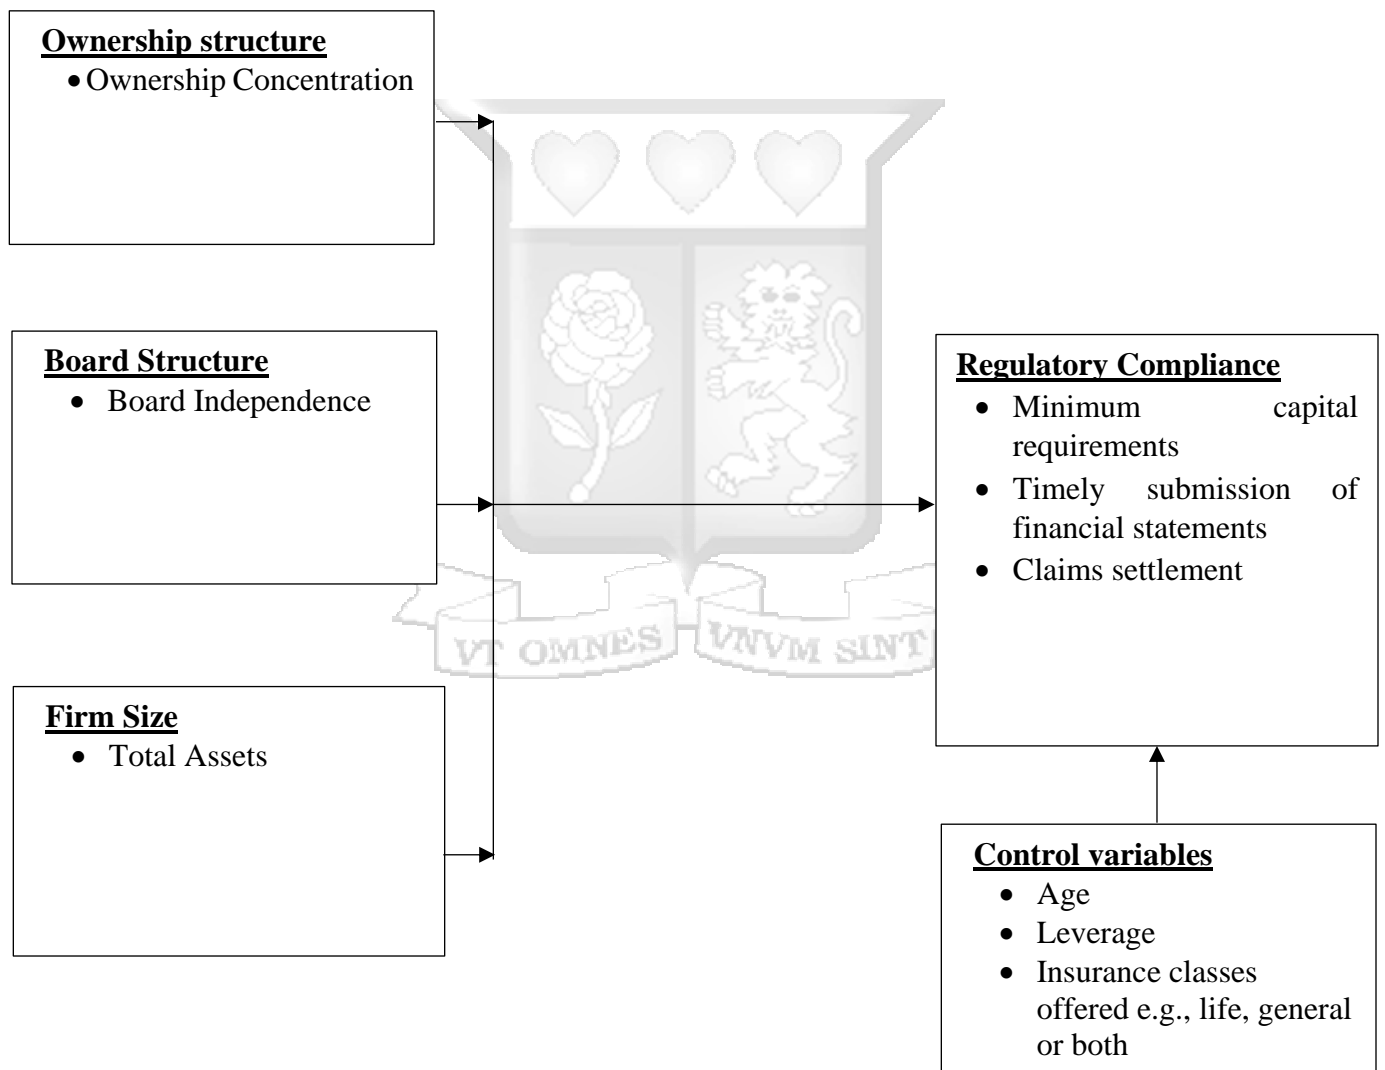 Ownership structure
• Ownership Concentration
Board Structure
• Board Independence
Regulatory Compliance
• Minimum capital
requirements
• Timely submission of
financial statements
• Claims settlement
VT OMNES VNVM SINT
Firm Size
• Total Assets
Control variables
• Age
• Leverage
• Insurance classes
offered e.g., life, general
or both